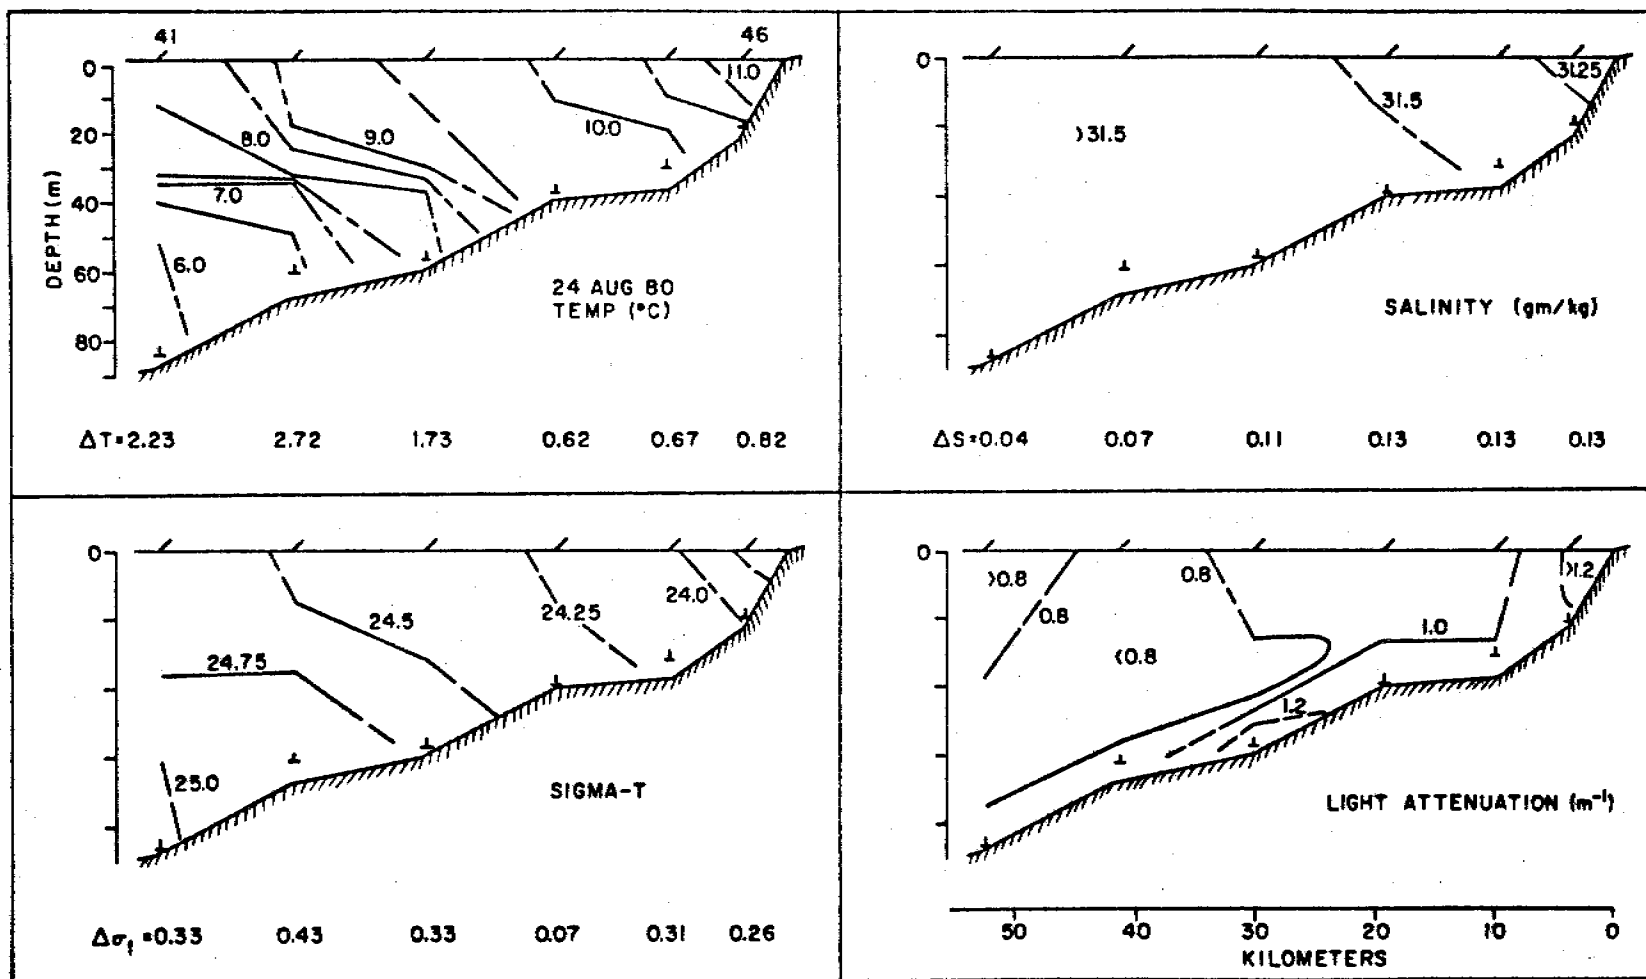 41 46
0
20
40
60
80
DEPTH (m)
11.0
10.0
9.0
8.0
7.0
6.0
24 AUG 80
TEMP (°C)
ΔT=2.23 2.72 1.73 0.62 0.67 0.82
0
31.25
31.5
>31.5
SALINITY (gm/kg)
ΔS=0.04 0.07 0.11 0.13 0.13 0.13
0
24.0
24.25
24.5
24.75
25.0
SIGMA-T
Δσt=0.33 0.43 0.33 0.07 0.31 0.26
0
>0.8
0.8
0.8
>1.2
<0.8
1.0
1.2
LIGHT ATTENUATION (m⁻¹)
50 40 30 20 10 0
KILOMETERS